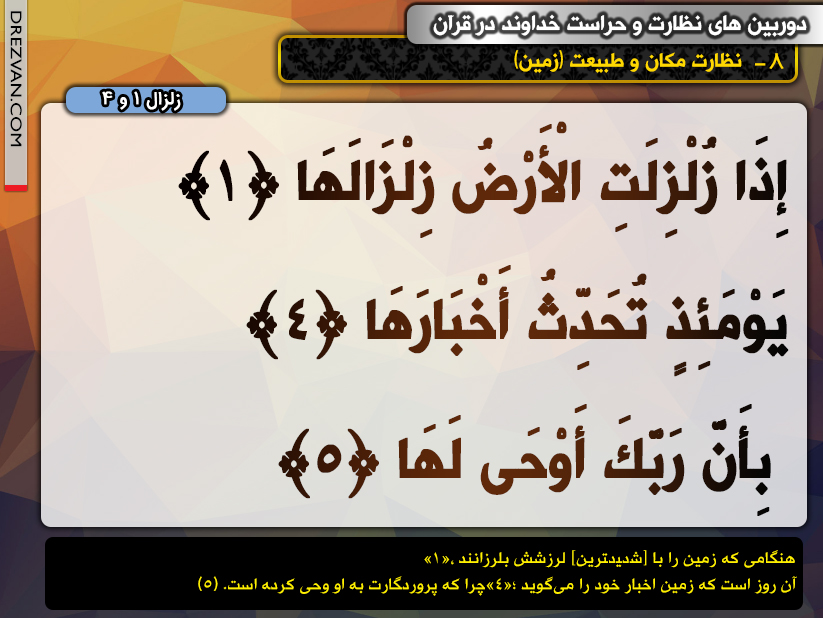 دوربین های نظارت و حراست خداوند در قرآن
۸- نظارت مکان و طبیعت (زمین)
زلزال ۱ و ۴
إِذَا زُلْزِلَتِ الْأَرْضُ زِلْزَالَهَا ﴿١﴾
يَوْمَئِذٍ تُحَدِّثُ أَخْبَارَهَا ﴿٤﴾
بِأَنَّ رَبَّكَ أَوْحَى لَهَا ﴿٥﴾
هنگامی که زمین را با [شدیدترین] لرزشش بلرزانند ،«۱»
آن روز است که زمین اخبار خود را می‌گوید ؛«٤»چرا که پروردگارت به او وحی کرده است. (٥)
DREZVAN.COM